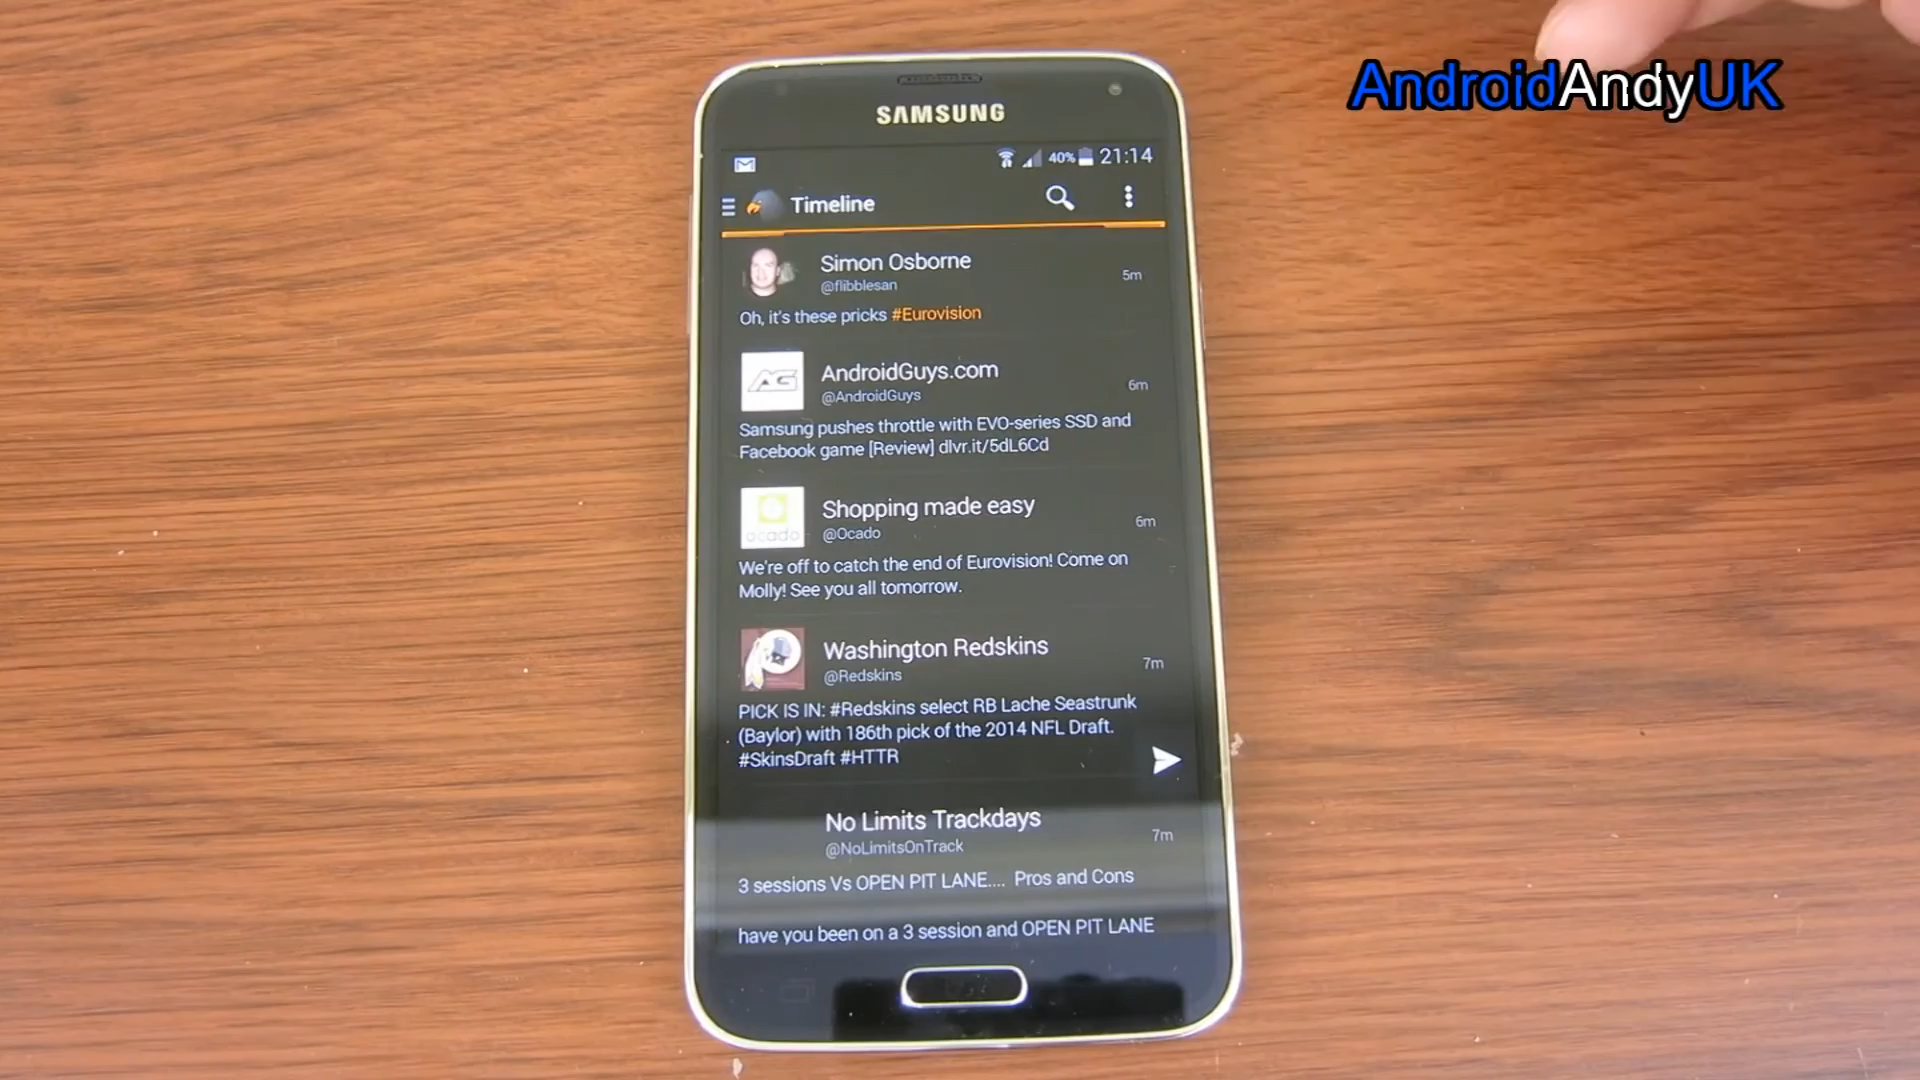 AndroidAndyUK
SAMSUNG
40% 21:14
Timeline
Simon Osborne
@flibblesan
5m
Oh, it's these pricks #Eurovision
AG
AndroidGuys.com
@AndroidGuys
6m
Samsung pushes throttle with EVO-series SSD and
Facebook game [Review] dlvr.it/5dL6Cd
ocado
Shopping made easy
@Ocado
6m
We're off to catch the end of Eurovision! Come on
Molly! See you all tomorrow.
Washington Redskins
@Redskins
7m
PICK IS IN: #Redskins select RB Lache Seastrunk
(Baylor) with 186th pick of the 2014 NFL Draft.
#SkinsDraft #HTTR
No Limits Trackdays
@NoLimitsOnTrack
7m
3 sessions Vs OPEN PIT LANE.... Pros and Cons
have you been on a 3 session and OPEN PIT LANE